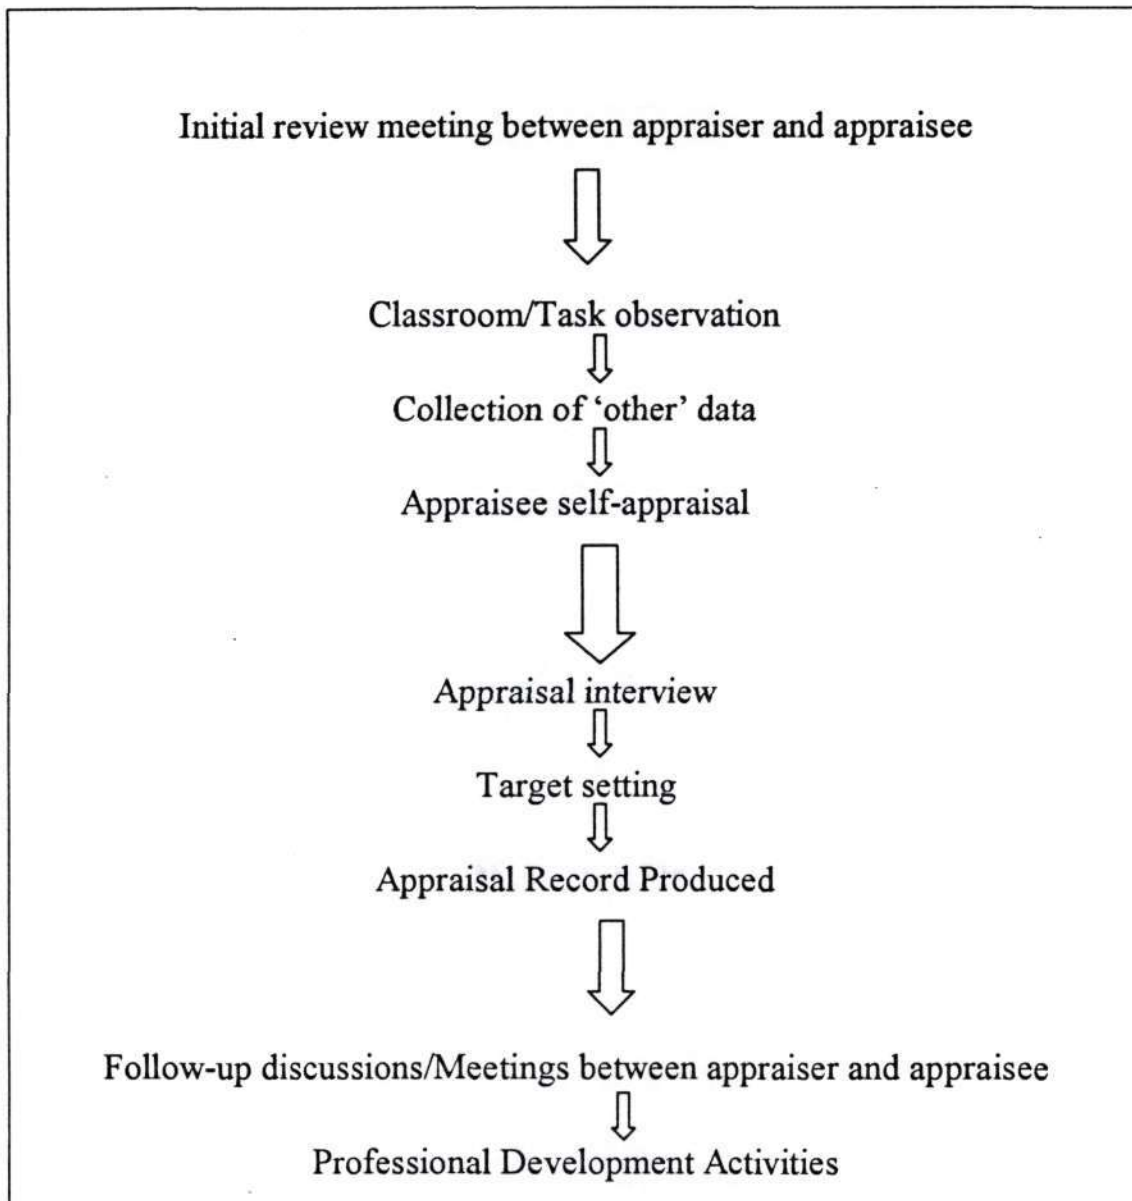 Initial review meeting between appraiser and appraisee
Classroom/Task observation
Collection of ‘other’ data
Appraisee self-appraisal
Appraisal interview
Target setting
Appraisal Record Produced
Follow-up discussions/Meetings between appraiser and appraisee
Professional Development Activities